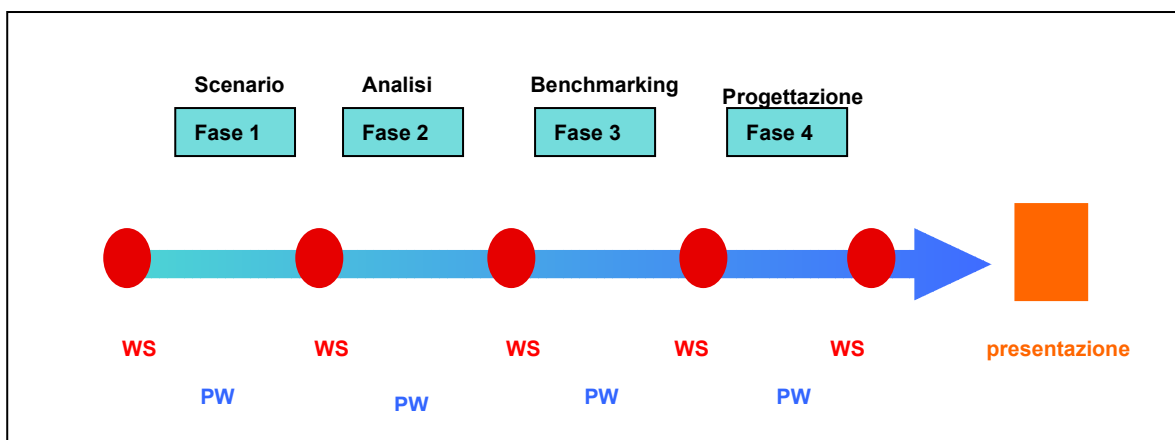 Scenario Analisi Benchmarking Progettazione
Fase 1 Fase 2 Fase 3 Fase 4
WS WS WS WS WS presentazione
PW PW PW PW